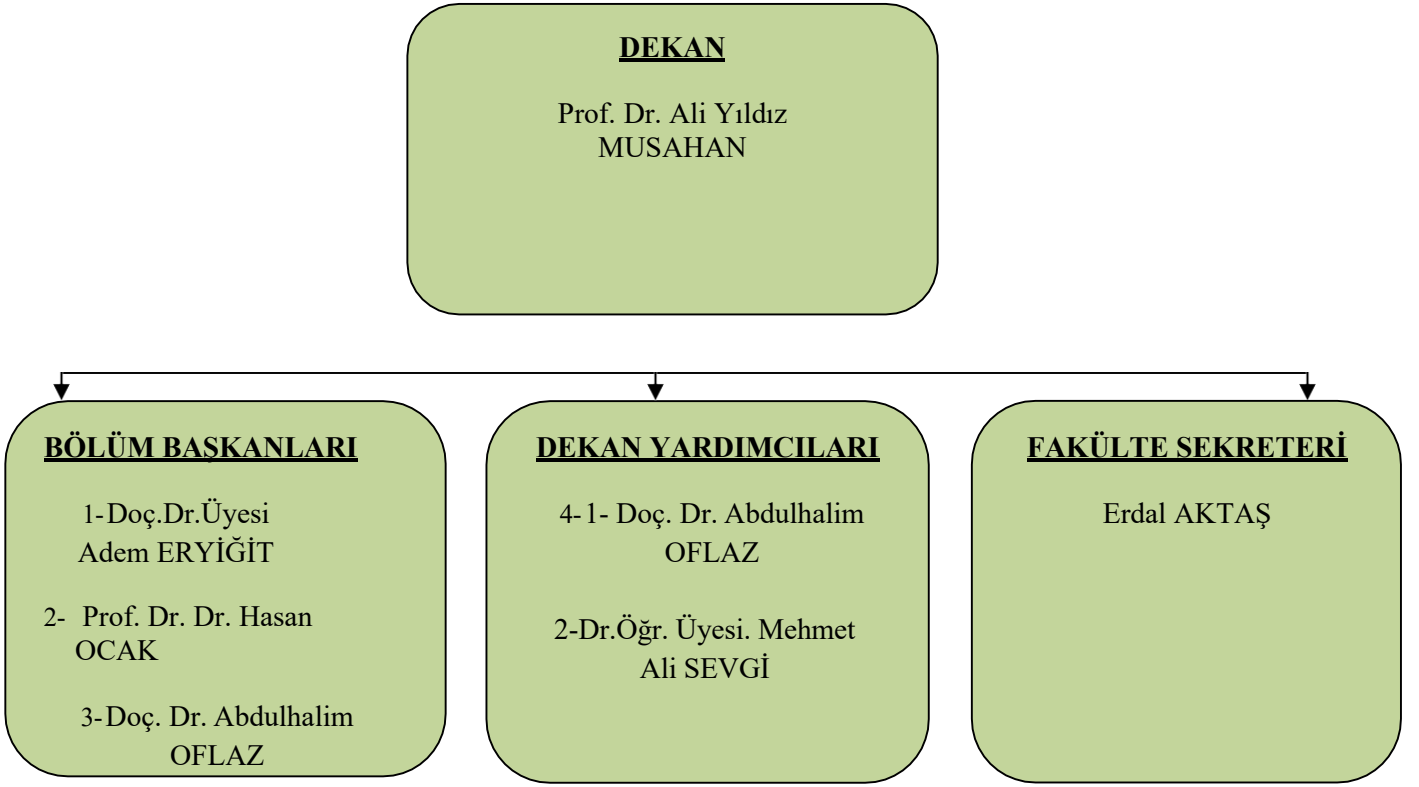 DEKAN
Prof. Dr. Ali Yıldız
MUSAHAN
BÖLÜM BAŞKANLARI
1-Doç.Dr.Üyesi
Adem ERYİĞİT
2- Prof. Dr. Dr. Hasan
OCAK
3-Doç. Dr. Abdulhalim
OFLAZ
DEKAN YARDIMCILARI
4-1- Doç. Dr. Abdulhalim
OFLAZ
2-Dr.Öğr. Üyesi. Mehmet
Ali SEVGİ
FAKÜLTE SEKRETERİ
Erdal AKTAŞ